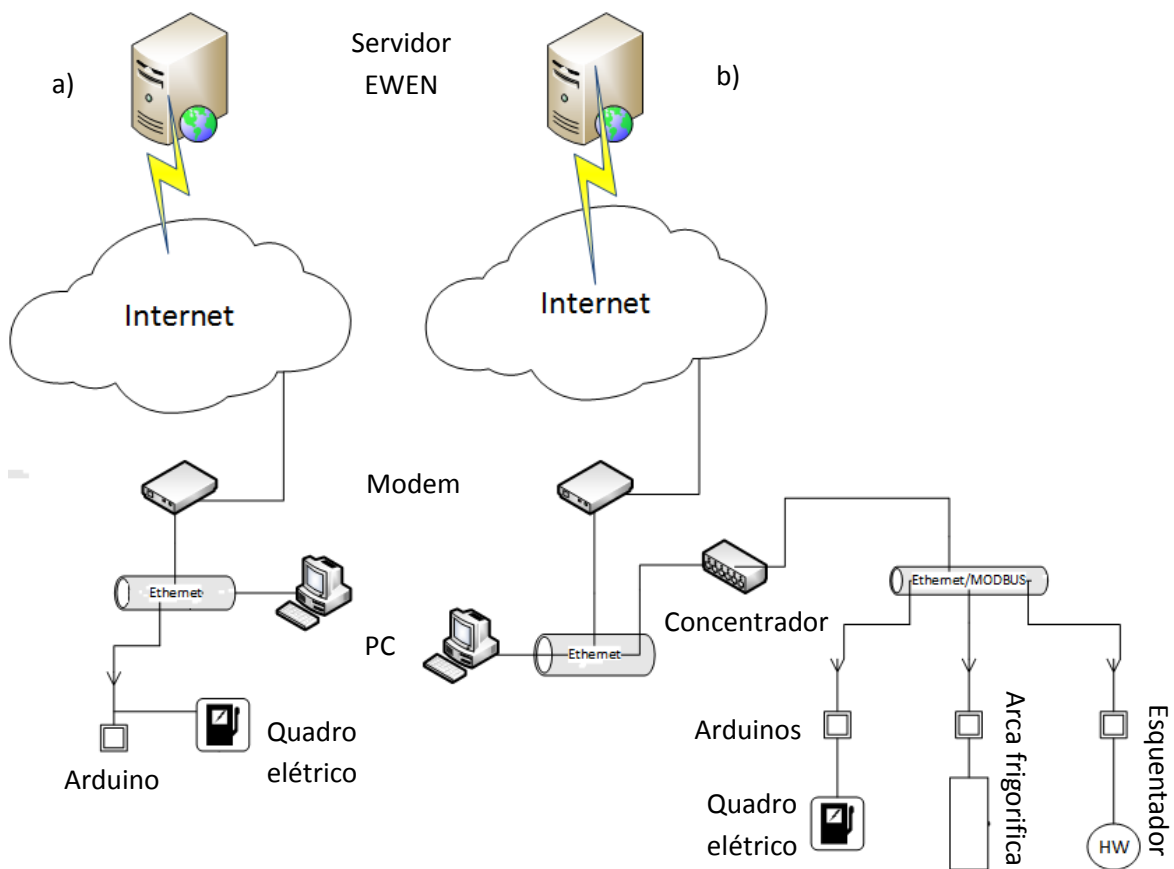 a)
Servidor
EWEN
b)
Internet
Internet
Modem
Ethernet
PC
Ethernet
Concentrador
Ethernet/MODBUS
Arduino
Quadro
elétrico
Arduinos
Quadro
elétrico
Arca frigorifica
Esquentador
HW